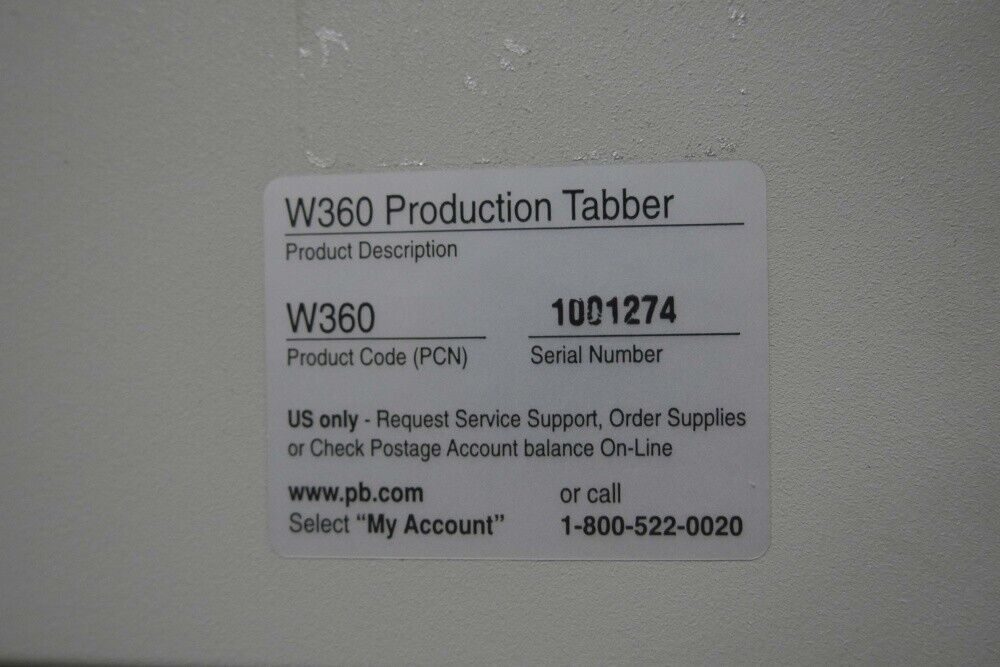 W360 Production Tabber
Product Description
W360 1001274
Product Code (PCN) Serial Number
US only - Request Service Support, Order Supplies
or Check Postage Account balance On-Line
www.pb.com or call
Select "My Account" 1-800-522-0020